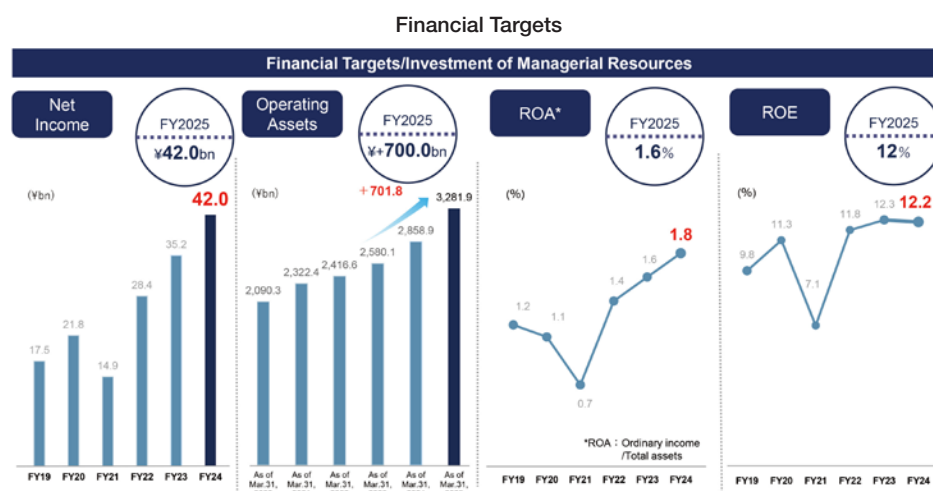 Financial Targets
Financial Targets/Investment of Managerial Resources
Net
Income
FY2025
¥42.0bn
(¥bn)
17.5
21.8
14.9
28.4
35.2
42.0
FY19 FY20 FY21 FY22 FY23 FY24
Operating
Assets
FY2025
¥+700.0bn
(¥bn)
+701.8
2,090.3
2,322.4
2,416.6
2,580.1
2,858.9
3,281.9
As of As of As of As of As of As of
Mar.31, Mar.31, Mar.31, Mar.31, Mar.31, Mar.31,
ROA*
FY2025
1.6%
(%)
1.2
1.1
0.7
1.4
1.6
1.8
*ROA : Ordinary income
/Total assets
FY19 FY20 FY21 FY22 FY23 FY24
ROE
FY2025
12%
(%)
9.8
11.3
7.1
11.8
12.3
12.2
FY19 FY20 FY21 FY22 FY23 FY24